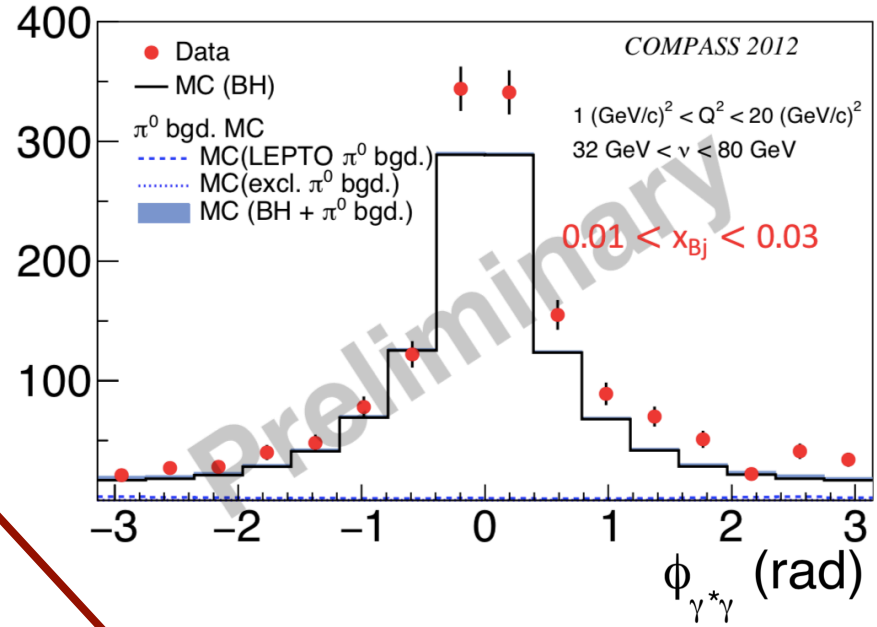 400
300
200
100
Data
MC (BH)
π⁰ bgd. MC
MC(LEPTO π⁰ bgd.)
MC(excl. π⁰ bgd.)
MC (BH + π⁰ bgd.)
COMPASS 2012
1 (GeV/c)² < Q² < 20 (GeV/c)²
32 GeV < ν < 80 GeV
0.01 < x_Bj < 0.03
Preliminary
−3 −2 −1 0 1 2 3
ϕ_γ*γ (rad)